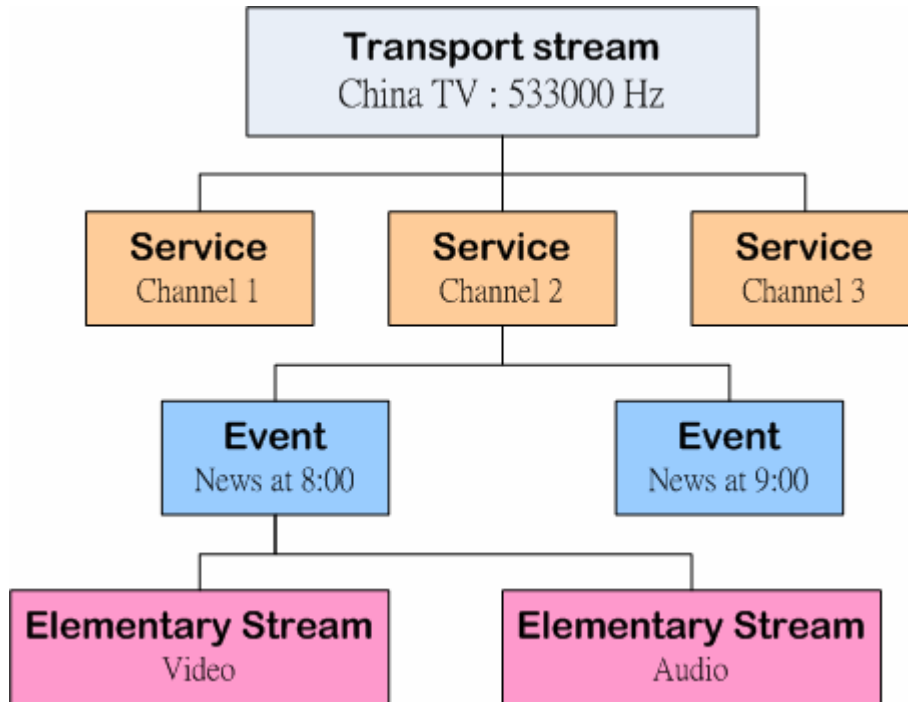 Transport stream
China TV : 533000 Hz
Service
Channel 1
Service
Channel 2
Service
Channel 3
Event
News at 8:00
Event
News at 9:00
Elementary Stream
Video
Elementary Stream
Audio